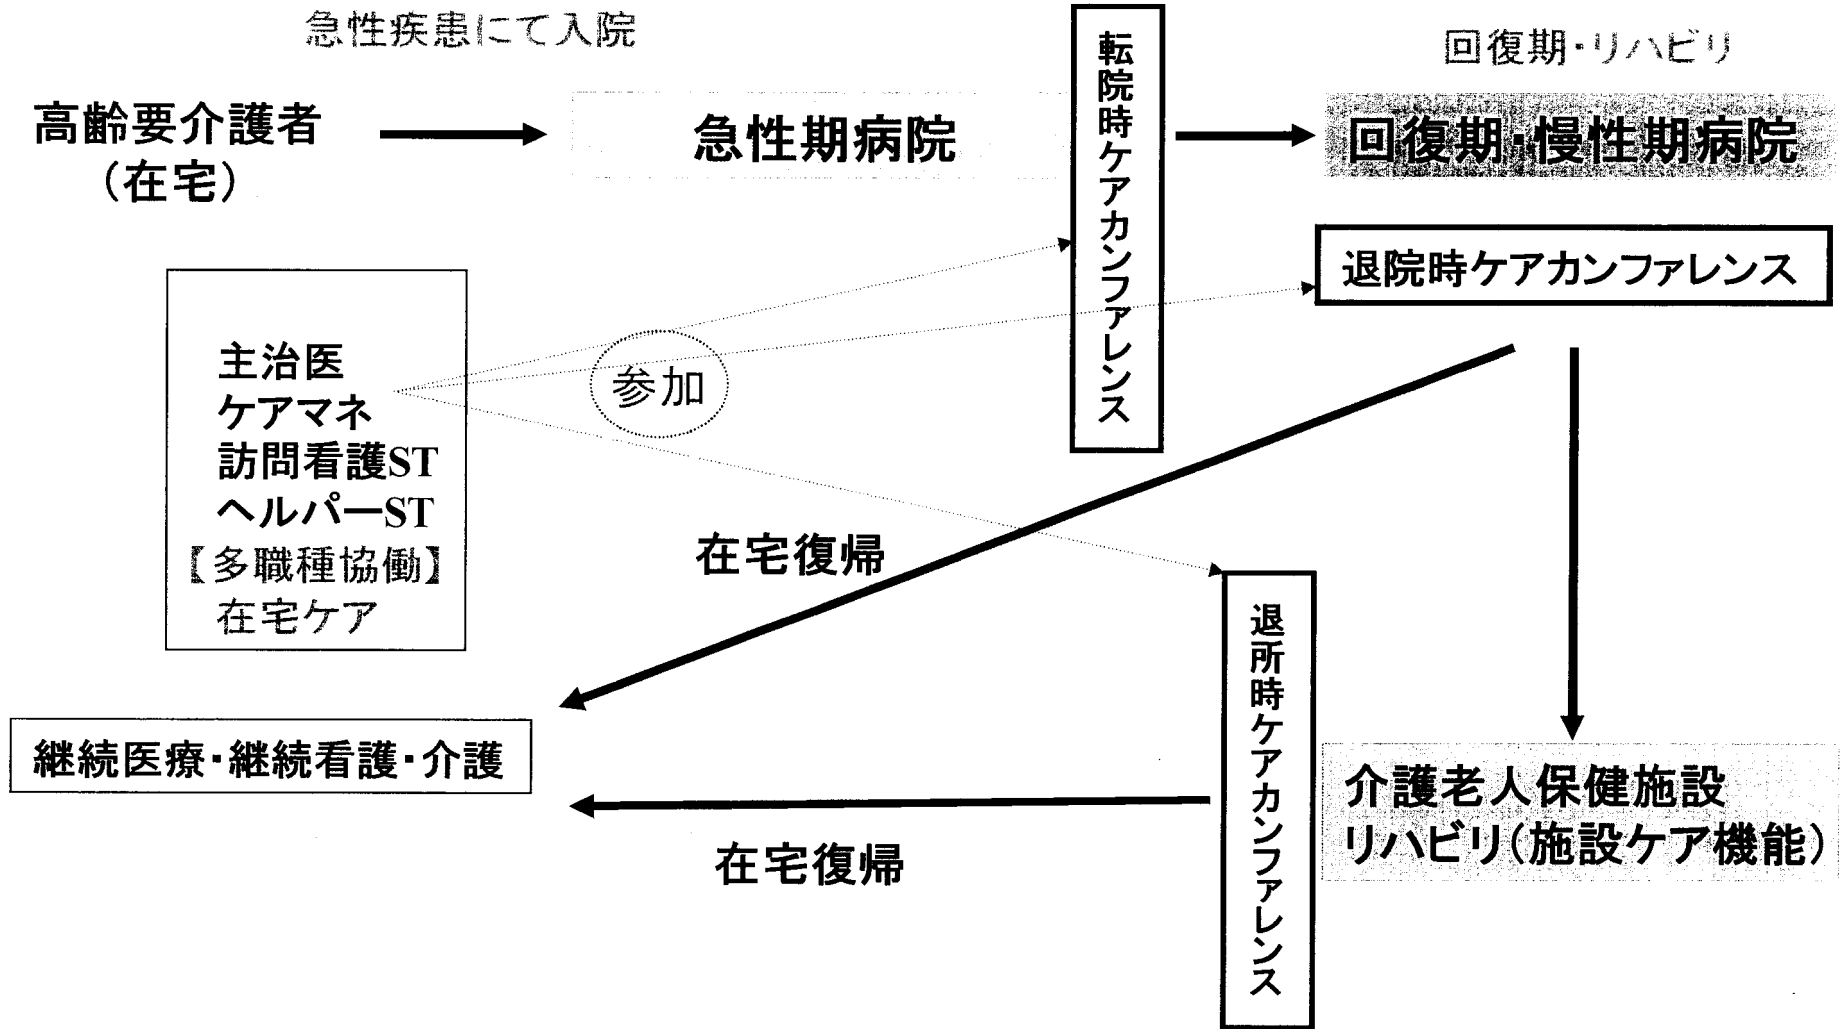 急性疾患にて入院
回復期・リハビリ
高齢要介護者
（在宅）
急性期病院
転院時ケアカンファレンス
回復期・慢性期病院
退院時ケアカンファレンス
主治医
ケアマネ
訪問看護ST
ヘルパーST
【多職種協働】
在宅ケア
参加
在宅復帰
退所時ケアカンファレンス
継続医療・継続看護・介護
在宅復帰
介護老人保健施設
リハビリ（施設ケア機能）